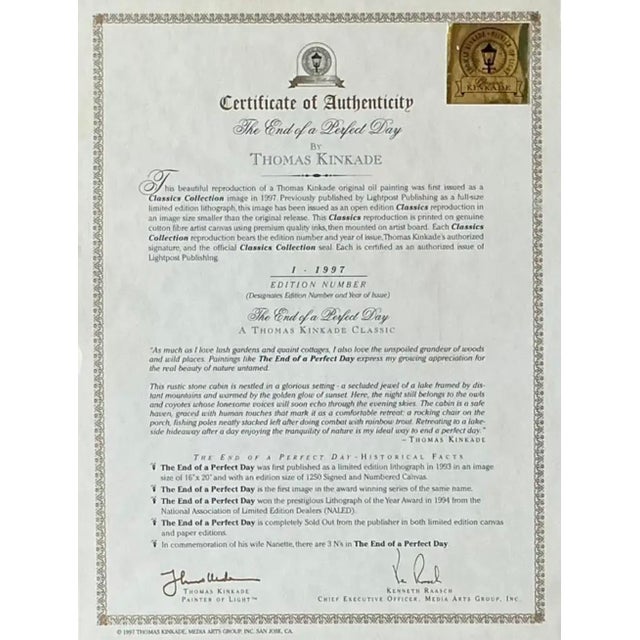 THOMAS KINKADE · PAINTER OF LIGHT
KINKADE
Certificate of Authenticity
The End of a Perfect Day
BY
THOMAS KINKADE
This beautiful reproduction of a Thomas Kinkade original oil painting was first issued as a
Classics Collection image in 1997. Previously published by Lightpost Publishing as a full-size
limited edition lithograph, this image has been issued as an open edition Classics reproduction in
an image size smaller than the original release. This Classics reproduction is printed on genuine
cotton fibre artist canvas using premium quality inks, then mounted on artist board. Each Classics
Collection reproduction bears the edition number and year of issue, Thomas Kinkade's authorized
signature, and the official Classics Collection seal. Each is certified as an authorized issue of
Lightpost Publishing.
1 - 1997
EDITION NUMBER
(Designates Edition Number and Year of Issue)
The End of a Perfect Day
A THOMAS KINKADE CLASSIC
"As much as I love lush gardens and quaint cottages, I also love the unspoiled grandeur of woods
and wild places. Paintings like The End of a Perfect Day express my growing appreciation for
the real beauty of nature untamed.
This rustic stone cabin is nestled in a glorious setting - a secluded jewel of a lake framed by dis-
tant mountains and warmed by the golden glow of sunset. Here, the night still belongs to the owls
and coyotes whose lonesome voices will soon echo through the evening skies. The cabin is a safe
haven, graced with human touches that mark it as a comfortable retreat: a rocking chair on the
porch, fishing poles neatly stacked left after doing combat with rainbow trout. Retreating to a lake-
side hideaway after a day enjoying the tranquility of nature is my ideal way to end a perfect day."
– THOMAS KINKADE
THE END OF A PERFECT DAY - HISTORICAL FACTS
The End of a Perfect Day was first published as a limited edition lithograph in 1993 in an image
size of 16"x 20" and with an edition size of 1250 Signed and Numbered Canvas.
The End of a Perfect Day is the first image in the award winning series of the same name.
The End of a Perfect Day won the prestigious Lithograph of the Year Award in 1994 from the
National Association of Limited Edition Dealers (NALED).
The End of a Perfect Day is completely Sold Out from the publisher in both limited edition canvas
and paper editions.
In commemoration of his wife Nanette, there are 3 N's in The End of a Perfect Day
THOMAS KINKADE
PAINTER OF LIGHT™
KENNETH RAASCH
CHIEF EXECUTIVE OFFICER, MEDIA ARTS GROUP, INC.
© 1997 THOMAS KINKADE, MEDIA ARTS GROUP, INC. SAN JOSE, CA.